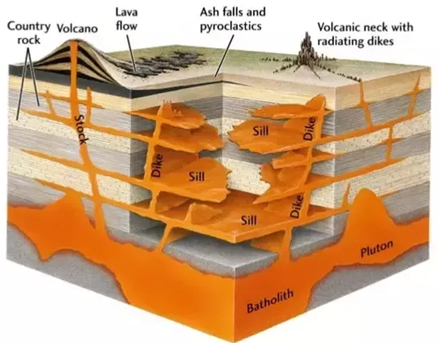 Country
rock
Volcano
Lava
flow
Ash falls and
pyroclastics
Volcanic neck with
radiating dikes
Stock
Dike
Sill
Sill
Dike
Sill
Dike
Pluton
Batholith